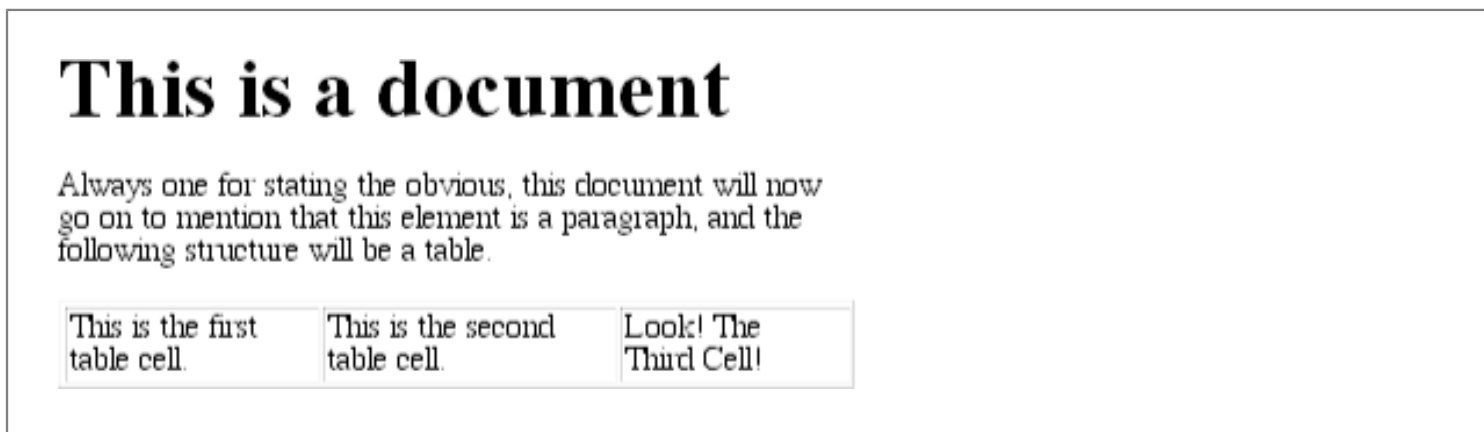 This is a document
Always one for stating the obvious, this document will now
go on to mention that this element is a paragraph, and the
following structure will be a table.
This is the first
table cell.
This is the second
table cell.
Look! The
Third Cell!